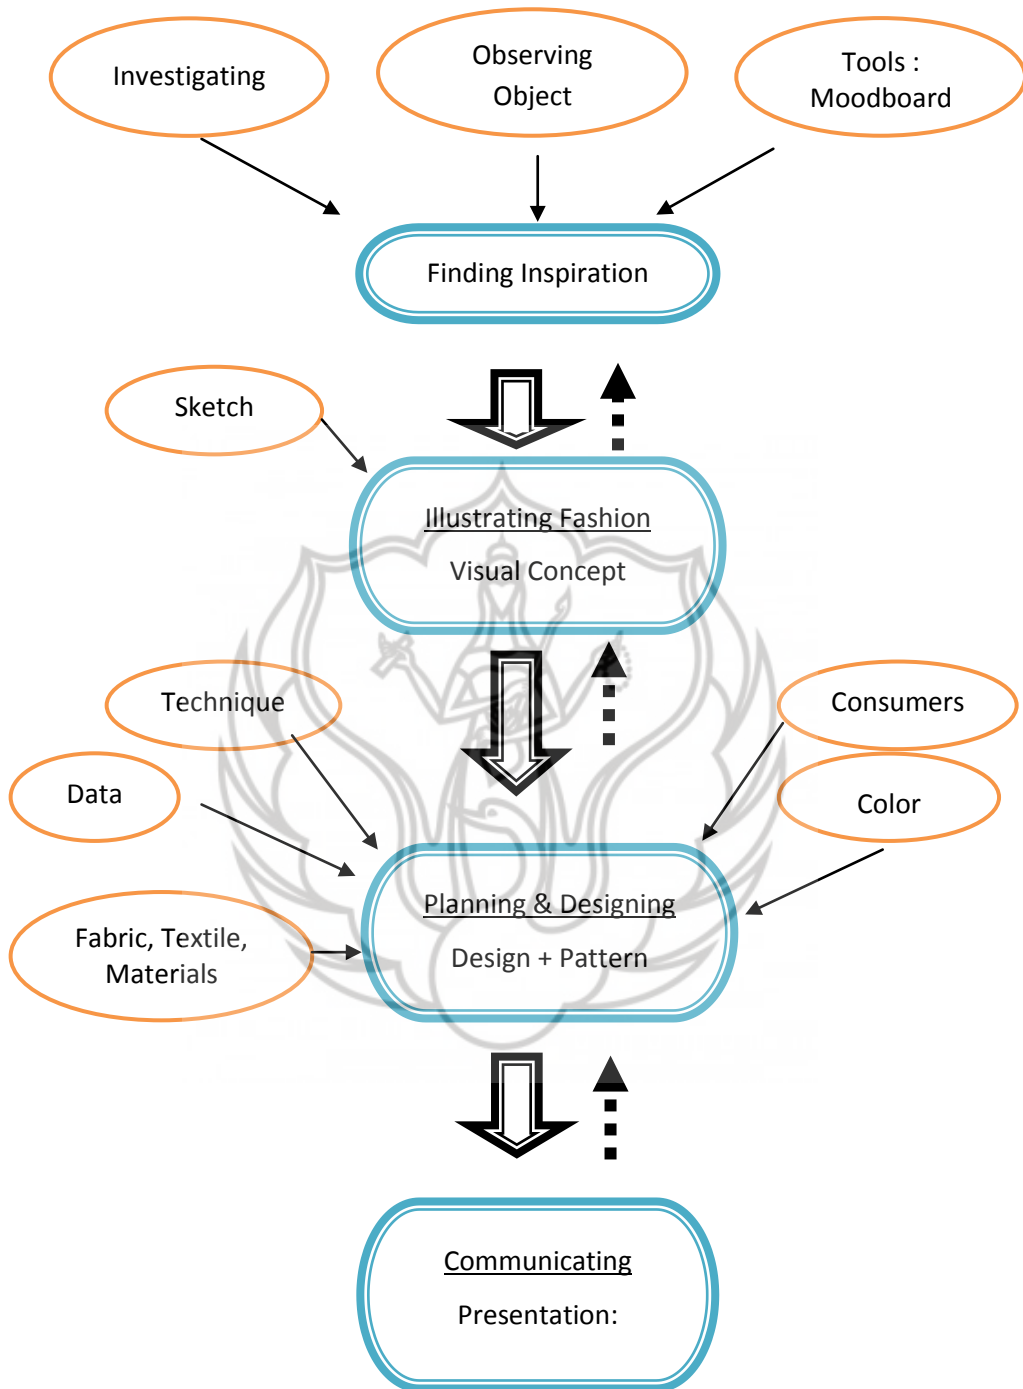 Investigating
Observing
Object
Tools :
Moodboard
Finding Inspiration
Sketch
Illustrating Fashion
Visual Concept
Technique
Consumers
Data
Color
Planning & Designing
Design + Pattern
Fabric, Textile,
Materials
Communicating
Presentation: